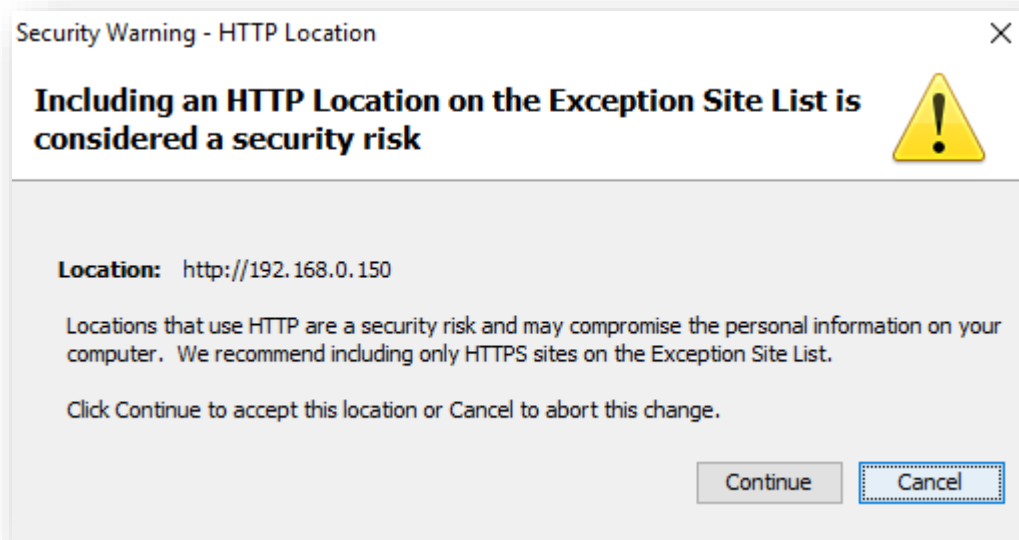 Security Warning - HTTP Location
Including an HTTP Location on the Exception Site List is
considered a security risk
Location: http://192.168.0.150
Locations that use HTTP are a security risk and may compromise the personal information on your
computer.  We recommend including only HTTPS sites on the Exception Site List.
Click Continue to accept this location or Cancel to abort this change.
Continue Cancel